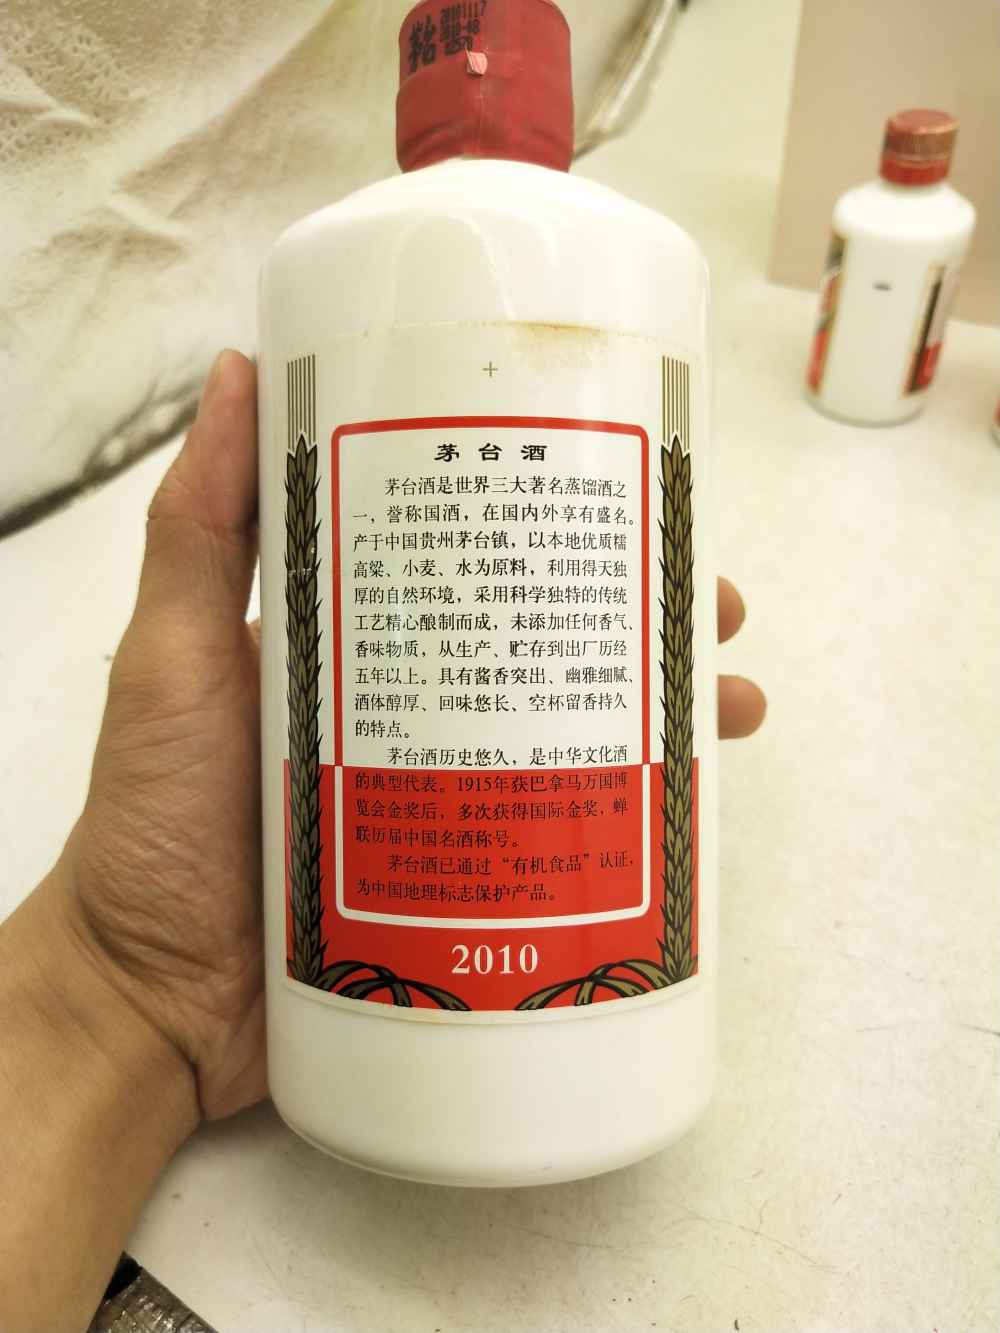 茅台
20101117
2010-08
茅台酒
茅台酒是世界三大著名蒸馏酒之
一，誉称国酒，在国内外享有盛名。
产于中国贵州茅台镇，以本地优质糯
高粱、小麦、水为原料，利用得天独
厚的自然环境，采用科学独特的传统
工艺精心酿制而成，未添加任何香气、
香味物质，从生产、贮存到出厂历经
五年以上。具有酱香突出、幽雅细腻、
酒体醇厚、回味悠长、空杯留香持久
的特点。
茅台酒历史悠久，是中华文化酒
的典型代表。1915年获巴拿马万国博
览会金奖后，多次获得国际金奖，蝉
联历届中国名酒称号。
茅台酒已通过“有机食品”认证，
为中国地理标志保护产品。
2010